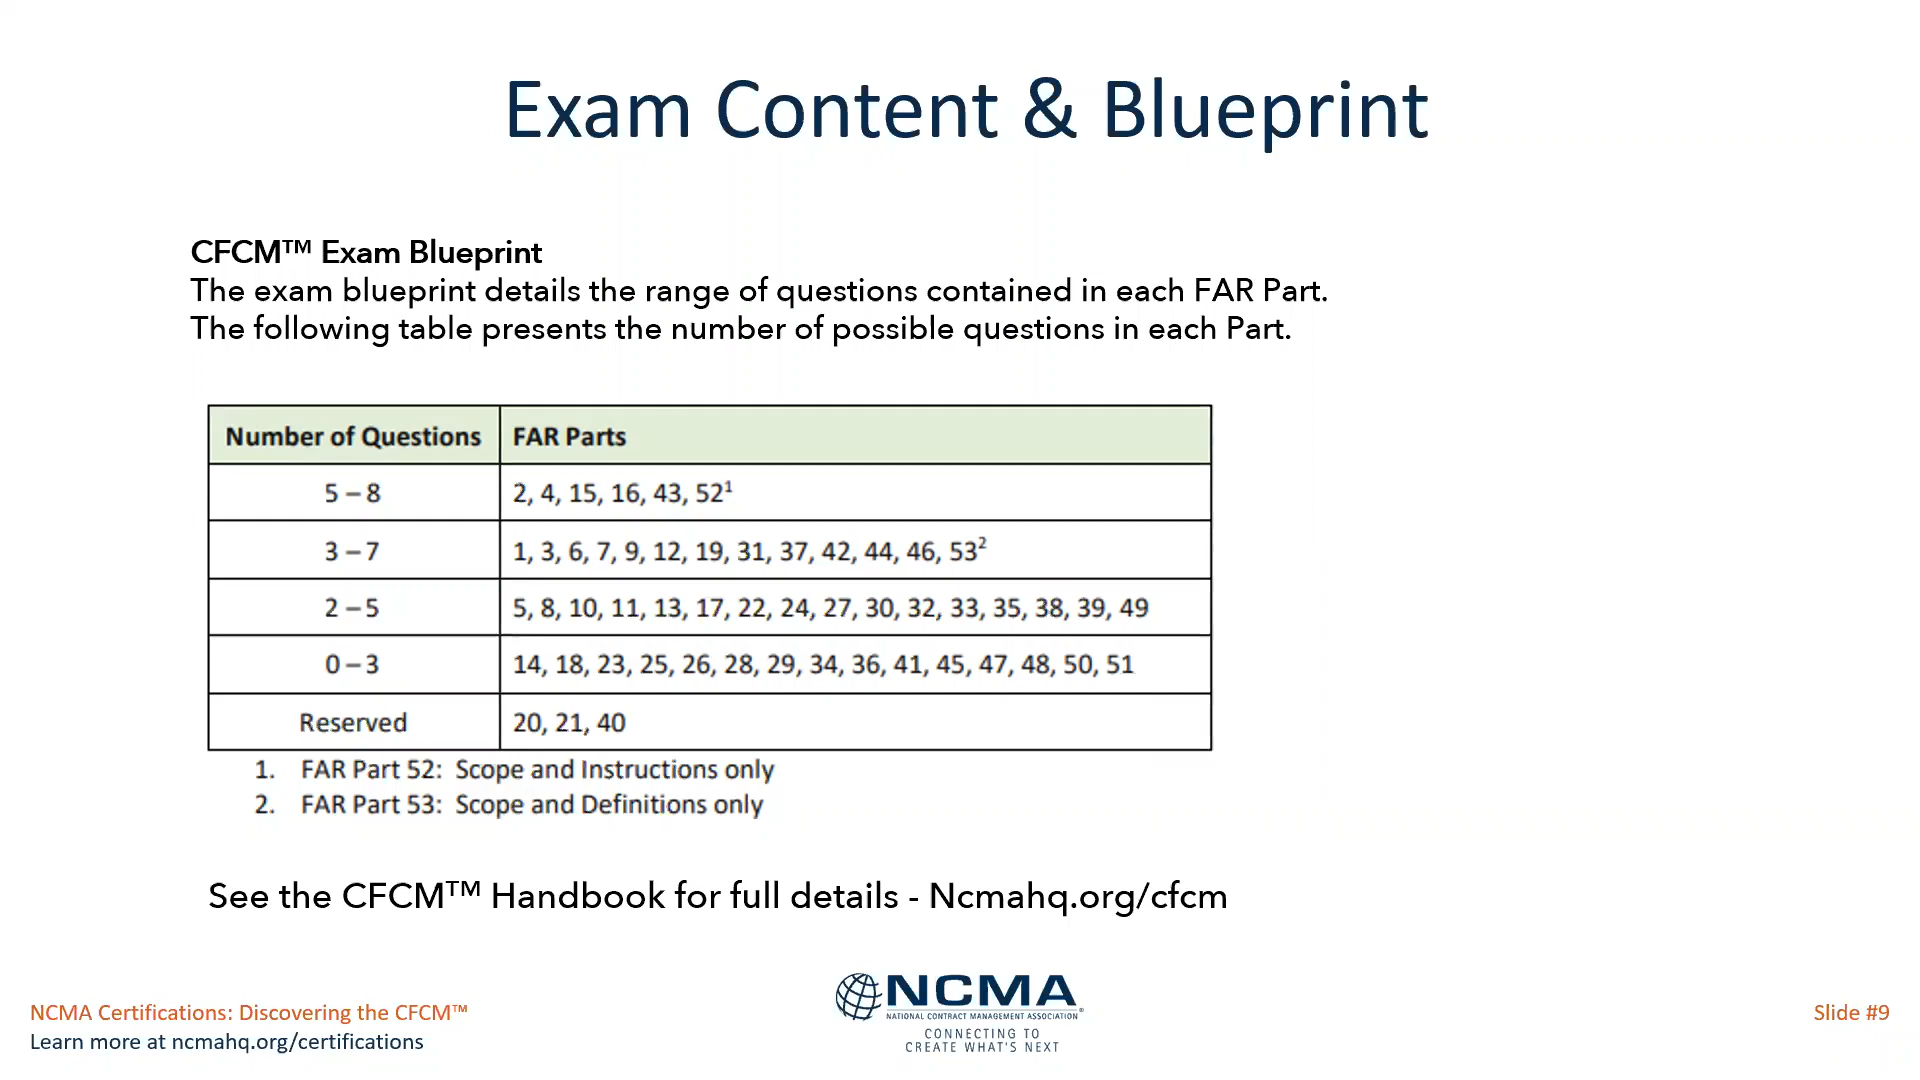 Exam Content & Blueprint
CFCM™ Exam Blueprint
The exam blueprint details the range of questions contained in each FAR Part.
The following table presents the number of possible questions in each Part.
Number of Questions FAR Parts
5 – 8 2, 4, 15, 16, 43, 52¹
3 – 7 1, 3, 6, 7, 9, 12, 19, 31, 37, 42, 44, 46, 53²
2 – 5 5, 8, 10, 11, 13, 17, 22, 24, 27, 30, 32, 33, 35, 38, 39, 49
0 – 3 14, 18, 23, 25, 26, 28, 29, 34, 36, 41, 45, 47, 48, 50, 51
Reserved 20, 21, 40
1. FAR Part 52: Scope and Instructions only
2. FAR Part 53: Scope and Definitions only
See the CFCM™ Handbook for full details - Ncmahq.org/cfcm
NCMA
NATIONAL CONTRACT MANAGEMENT ASSOCIATION®
CONNECTING TO
CREATE WHAT'S NEXT
NCMA Certifications: Discovering the CFCM™
Learn more at ncmahq.org/certifications
Slide #9